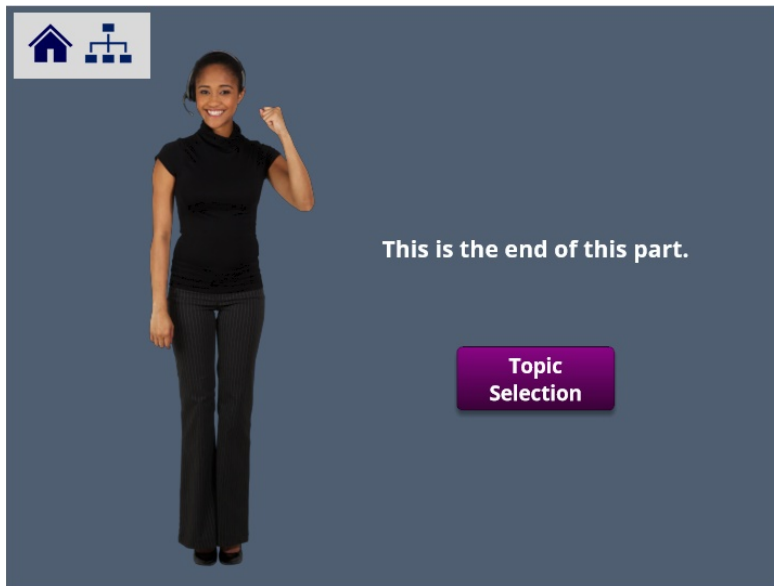 This is the end of this part.
Topic
Selection